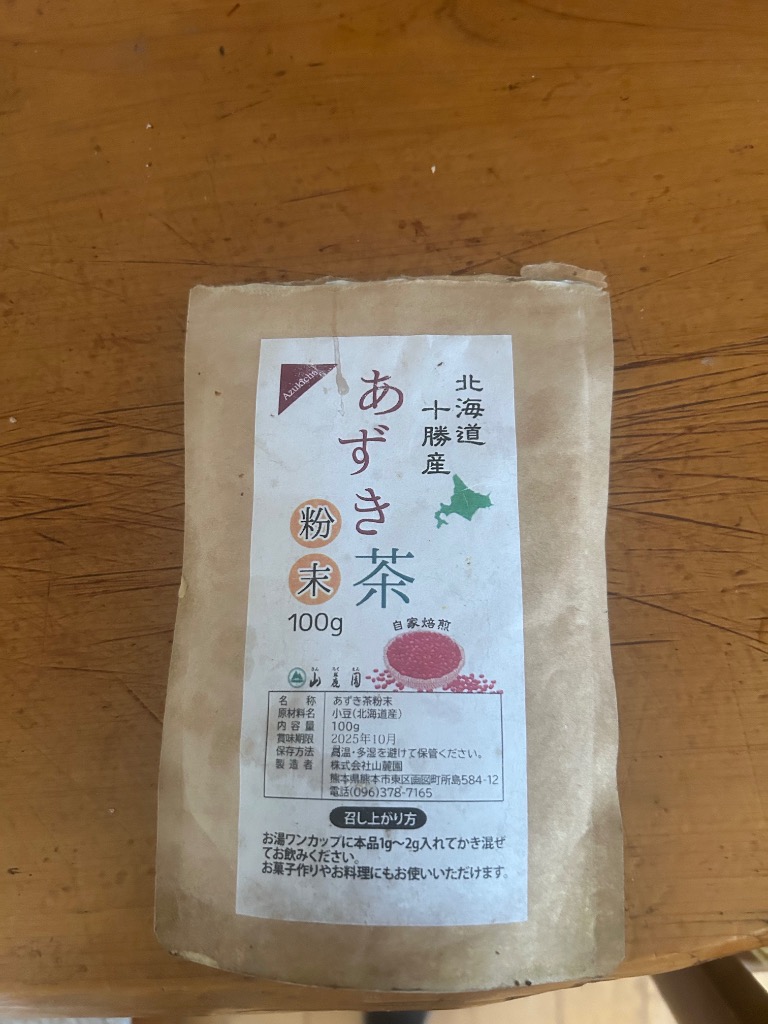 Azukicha
北海道
十勝産
あずき茶
粉末
100g
自家焙煎
さん ろく えん
山麓園
名称 あずき茶粉末
原材料名 小豆(北海道産)
内容量 100g
賞味期限 2025年10月
保存方法 高温・多湿を避けて保管ください。
製造者 株式会社山麓園
熊本県熊本市東区画図町所島584-12
電話(096)378-7165
召し上がり方
お湯ワンカップに本品1g〜2g入れてかき混ぜ
てお飲みください。
お菓子作りやお料理にもお使いいただけます。